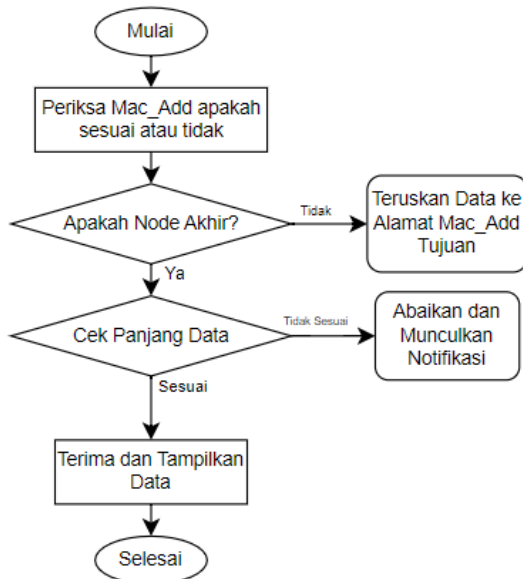 Mulai
Periksa Mac_Add apakah
sesuai atau tidak
Apakah Node Akhir?
Tidak
Teruskan Data ke
Alamat Mac_Add
Tujuan
Ya
Cek Panjang Data
Tidak Sesuai
Abaikan dan
Munculkan
Notifikasi
Sesuai
Terima dan Tampilkan
Data
Selesai